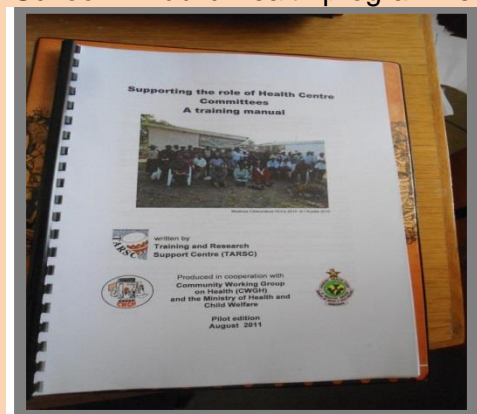 Supporting the role of Health Centre
Committees
A training manual
written by
Training and Research
Support Centre (TARSC)
TARSC
Produced in cooperation with
Community Working Group
on Health (CWGH)
and the Ministry of Health and
Child Welfare
CWGH
Pilot edition
August 2011